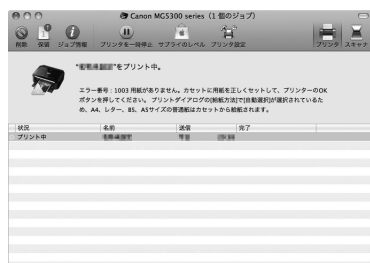 Canon MG5300 series (1 個のジョブ)
削除 保留 ジョブ情報 プリンタを一時停止 サプライのレベル プリンタ設定 プリンタ スキャナ
"をプリント中。
エラー番号：1003 用紙がありません。カセットに用紙を正しくセットして、プリンターのOK
ボタンを押してください。 プリントダイアログの[給紙方法]で[自動選択]が選択されているた
め、A4、レター、B5、A5サイズの普通紙はカセットから給紙されます。
状況 名前 送信 完了
プリント中